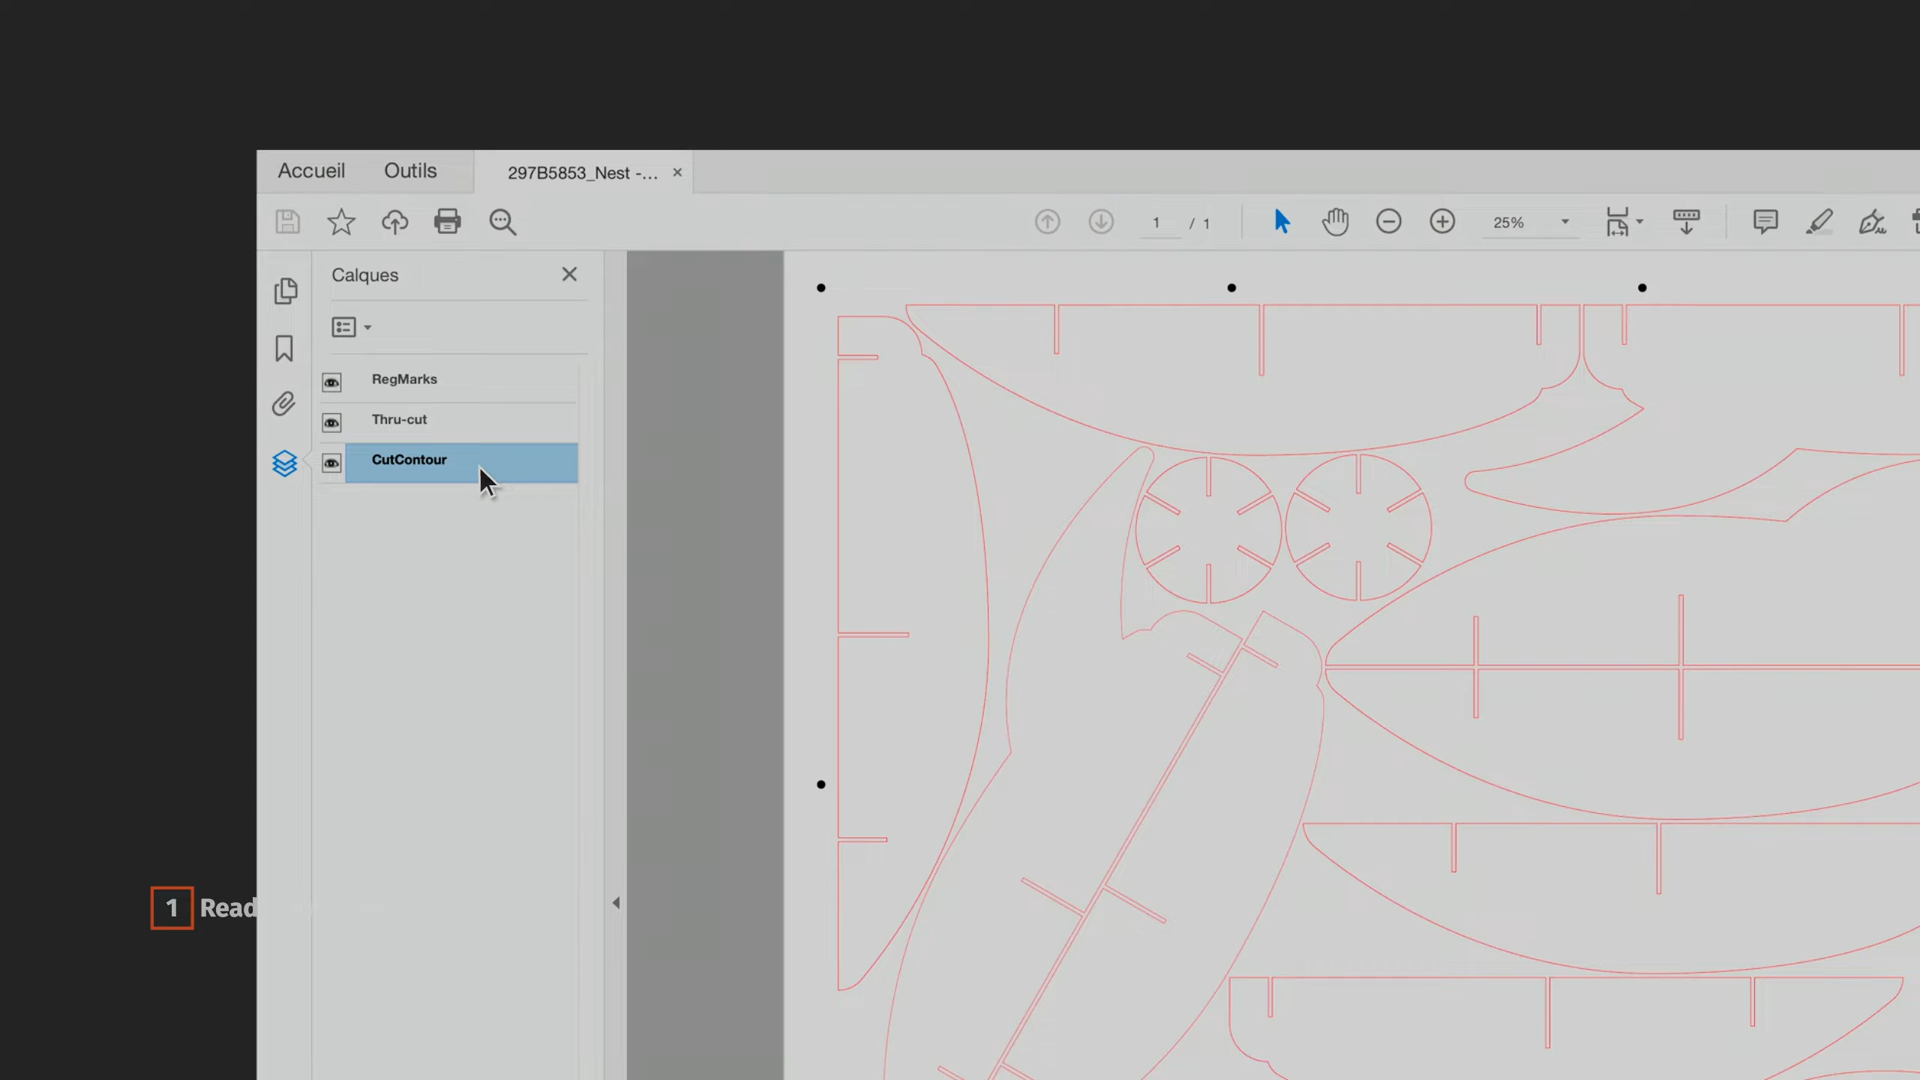 Accueil Outils 297B5853_Nest -... ×
1 / 1 25%
Calques
RegMarks
Thru-cut
CutContour
1 Read